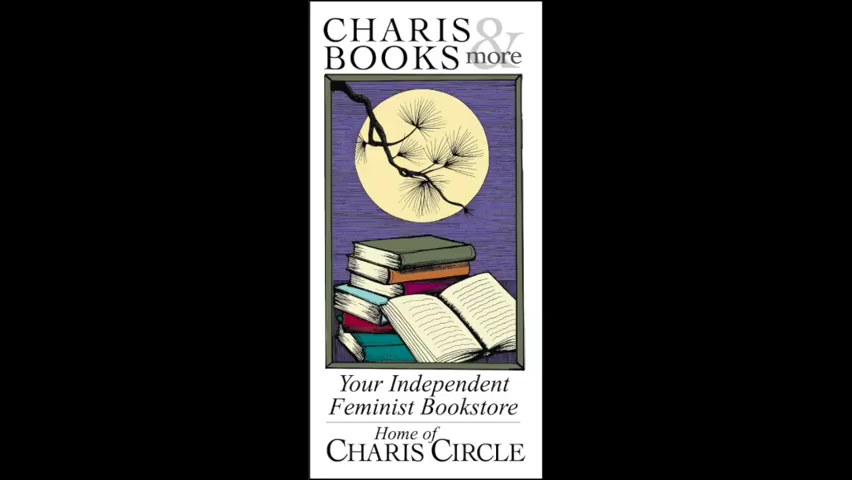 CHARIS
BOOKS & more
Your Independent
Feminist Bookstore
Home of
CHARIS CIRCLE